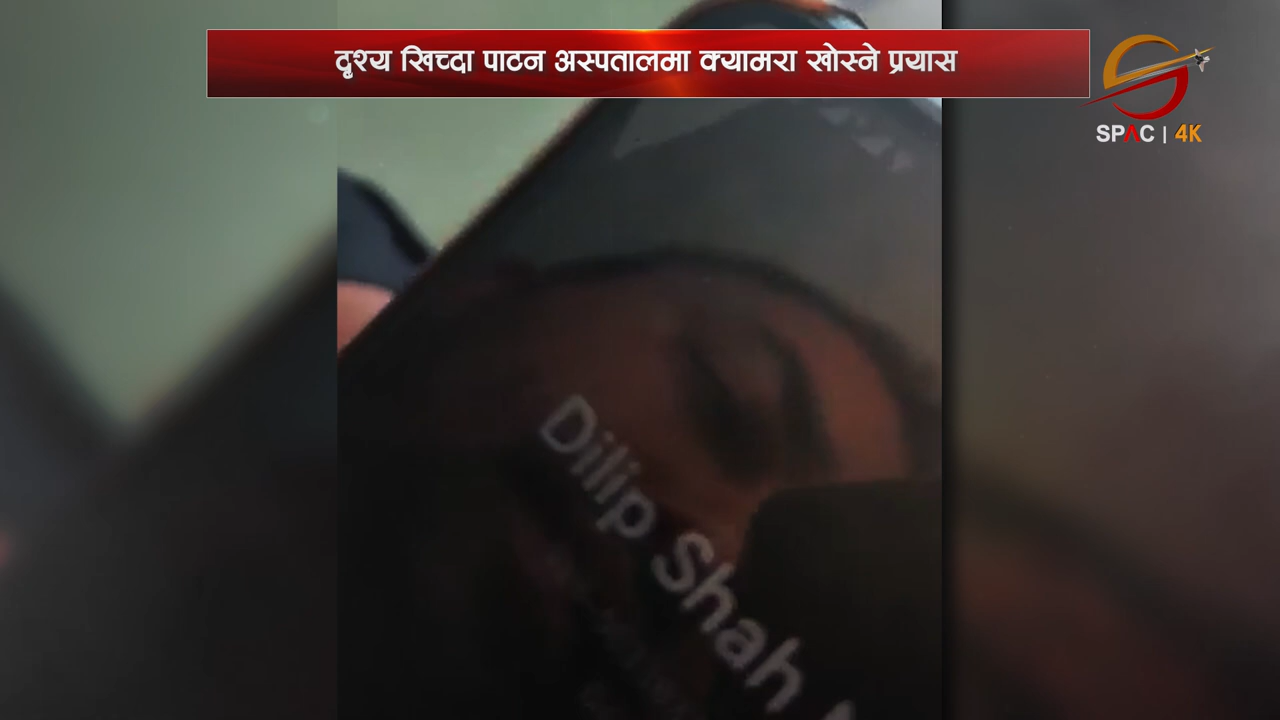 दृश्य खिच्दा पाटन अस्पतालमा क्यामरा खोस्ने प्रयास
SPAC | 4K
Dilip Shah